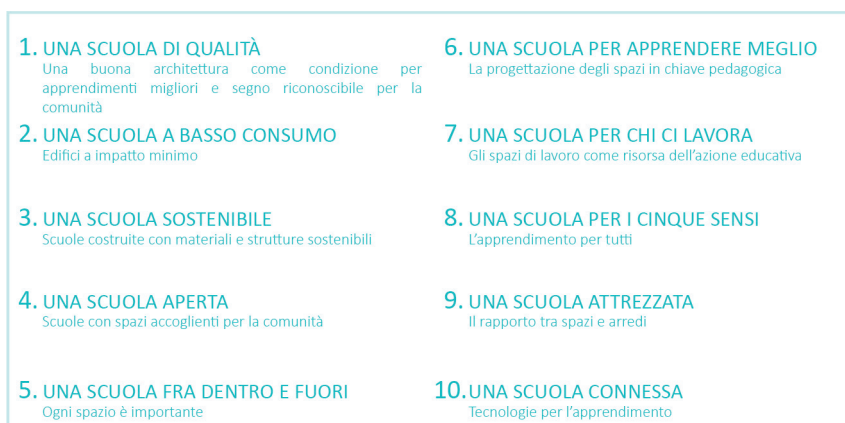 1. UNA SCUOLA DI QUALITÀ
Una buona architettura come condizione per
apprendimenti migliori e segno riconoscibile per la
comunità
2. UNA SCUOLA A BASSO CONSUMO
Edifici a impatto minimo
3. UNA SCUOLA SOSTENIBILE
Scuole costruite con materiali e strutture sostenibili
4. UNA SCUOLA APERTA
Scuole con spazi accoglienti per la comunità
5. UNA SCUOLA FRA DENTRO E FUORI
Ogni spazio è importante
6. UNA SCUOLA PER APPRENDERE MEGLIO
La progettazione degli spazi in chiave pedagogica
7. UNA SCUOLA PER CHI CI LAVORA
Gli spazi di lavoro come risorsa dell'azione educativa
8. UNA SCUOLA PER I CINQUE SENSI
L'apprendimento per tutti
9. UNA SCUOLA ATTREZZATA
Il rapporto tra spazi e arredi
10. UNA SCUOLA CONNESSA
Tecnologie per l'apprendimento